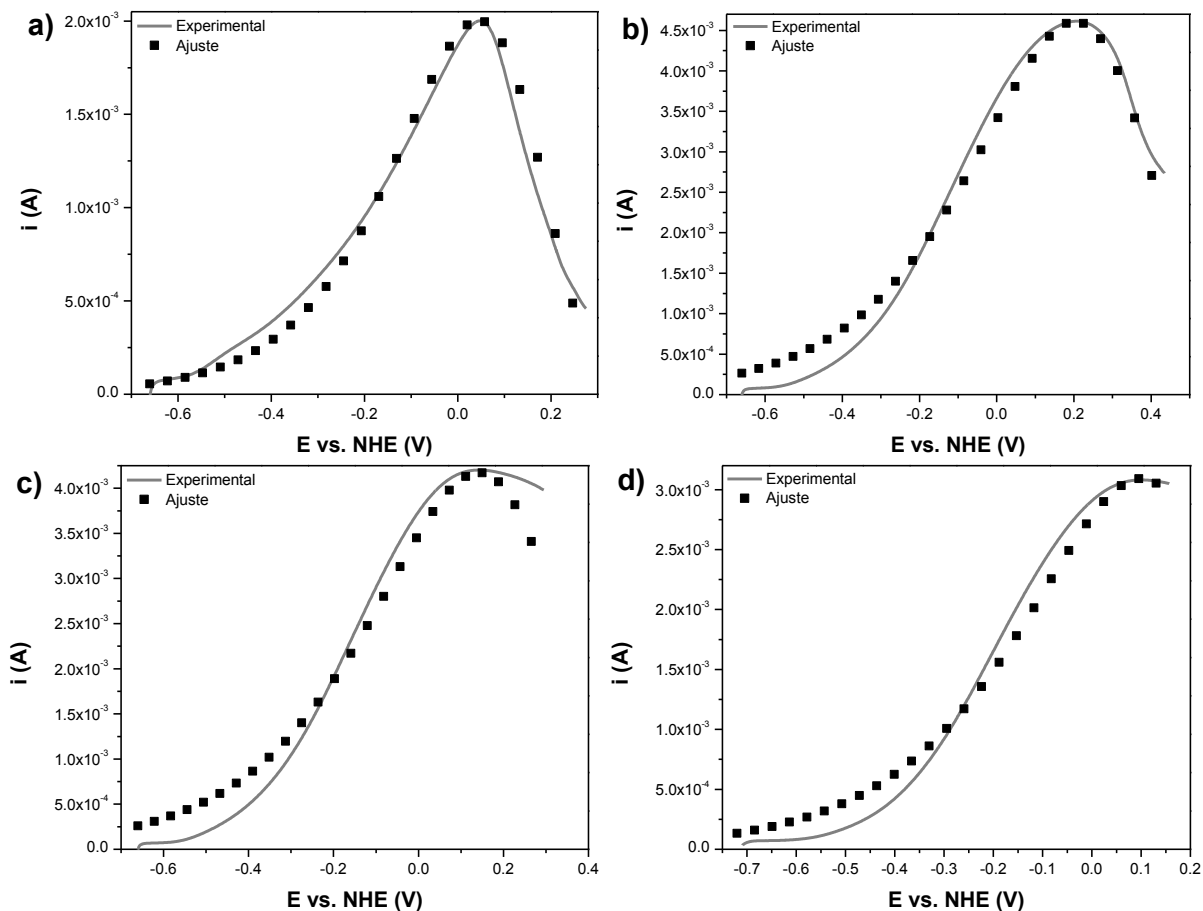 a)
Experimental
Ajuste
2.0x10⁻³
1.5x10⁻³
1.0x10⁻³
5.0x10⁻⁴
0.0
i (A)
-0.6 -0.4 -0.2 0.0 0.2
E vs. NHE (V)
b)
Experimental
Ajuste
4.5x10⁻³
4.0x10⁻³
3.5x10⁻³
3.0x10⁻³
2.5x10⁻³
2.0x10⁻³
1.5x10⁻³
1.0x10⁻³
5.0x10⁻⁴
0.0
i (A)
-0.6 -0.4 -0.2 0.0 0.2 0.4
E vs. NHE (V)
c)
Experimental
Ajuste
4.0x10⁻³
3.5x10⁻³
3.0x10⁻³
2.5x10⁻³
2.0x10⁻³
1.5x10⁻³
1.0x10⁻³
5.0x10⁻⁴
0.0
i (A)
-0.6 -0.4 -0.2 0.0 0.2 0.4
E vs. NHE (V)
d)
Experimental
Ajuste
3.0x10⁻³
2.5x10⁻³
2.0x10⁻³
1.5x10⁻³
1.0x10⁻³
5.0x10⁻⁴
0.0
i (A)
-0.7 -0.6 -0.5 -0.4 -0.3 -0.2 -0.1 0.0 0.1 0.2
E vs. NHE (V)